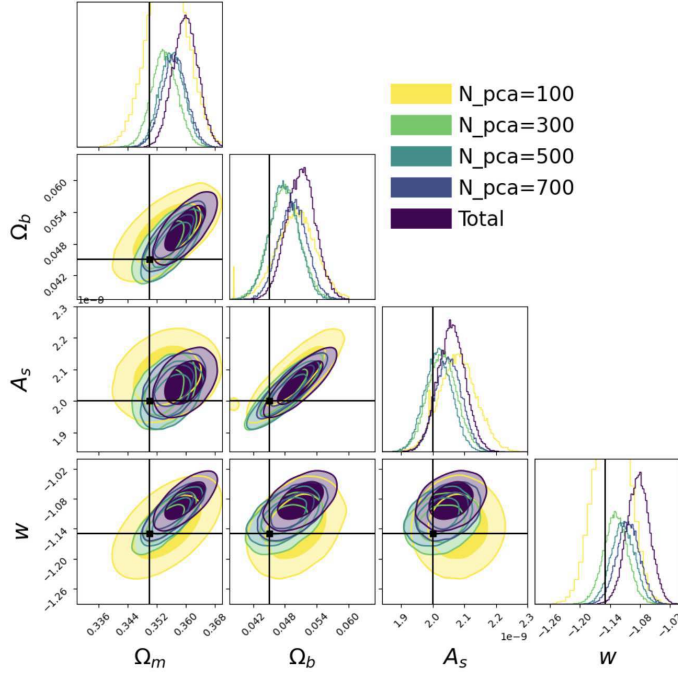 N_pca=100
N_pca=300
N_pca=500
N_pca=700
Total
Ω_b
0.060
0.054
0.048
0.042
1e−9
A_s
2.3
2.2
2.1
2.0
1.9
w
−1.02
−1.08
−1.14
−1.20
−1.26
0.336
0.344
0.352
0.360
0.368
0.042
0.048
0.054
0.060
1.9
2.0
2.1
2.2
2.3
1e−9
−1.26
−1.20
−1.14
−1.08
Ω_m
Ω_b
A_s
w